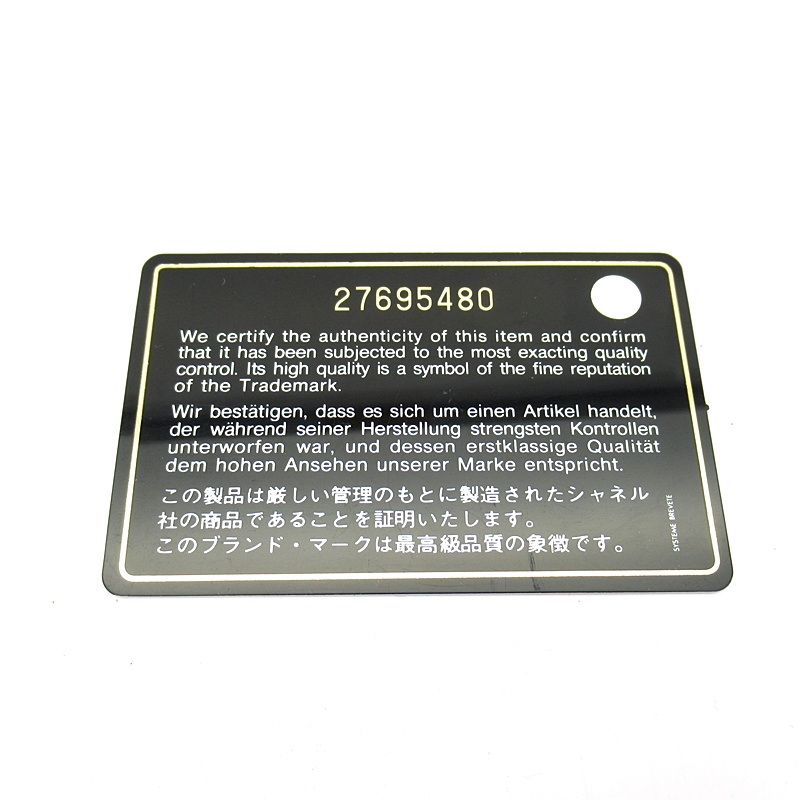 27695480
We certify the authenticity of this item and confirm
that it has been subjected to the most exacting quality
control. Its high quality is a symbol of the fine reputation
of the Trademark.
Wir bestätigen, dass es sich um einen Artikel handelt,
der während seiner Herstellung strengsten Kontrollen
unterworfen war, und dessen erstklassige Qualität
dem hohen Ansehen unserer Marke entspricht.
この製品は厳しい管理のもとに製造されたシャネル
社の商品であることを証明いたします。
このブランド・マークは最高級品質の象徴です。
SYSTEME BREVETE